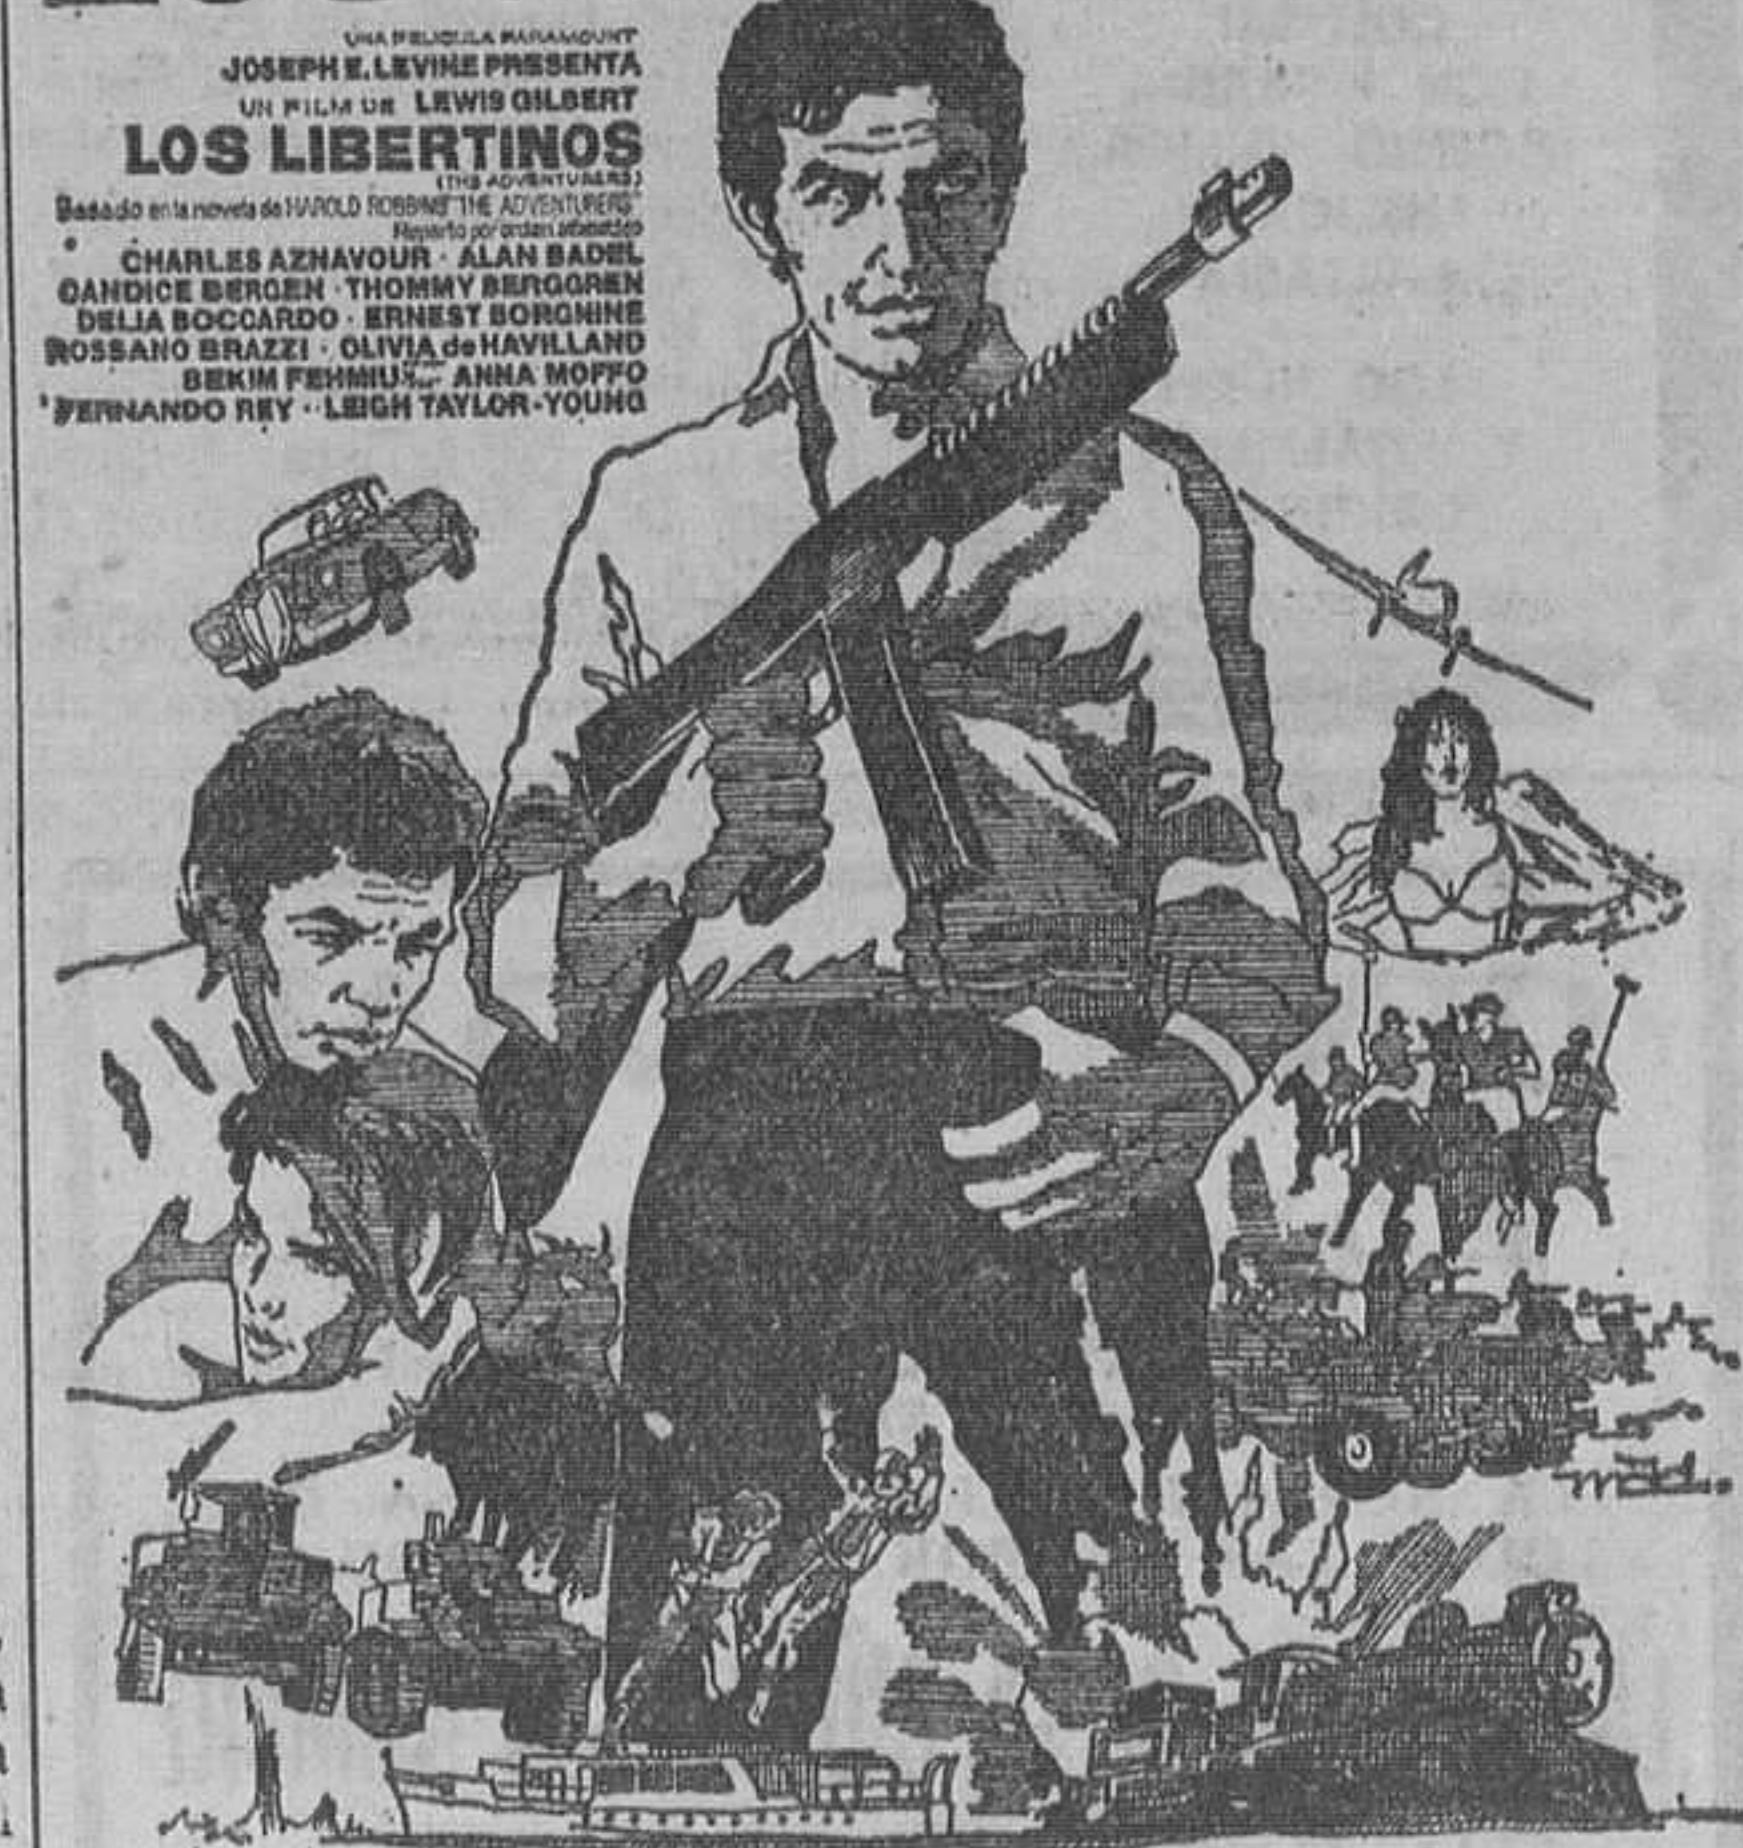 UNA PELICULA PARAMOUNT
JOSEPH E. LEVINE PRESENTA
UN FILM DE LEWIS GILBERT
LOS LIBERTINOS
(THE ADVENTURERS)
Basado en la novela de HAROLD ROBBINS "THE ADVENTURERS"
Reparto por orden alfabetico
CHARLES AZNAVOUR · ALAN BADEL
CANDICE BERGEN · THOMMY BERGGREN
DELIA BOCCARDO · ERNEST BORGNINE
ROSSANO BRAZZI · OLIVIA de HAVILLAND
BEKIM FEHMIU ANNA MOFFO
FERNANDO REY · LEIGH TAYLOR-YOUNG